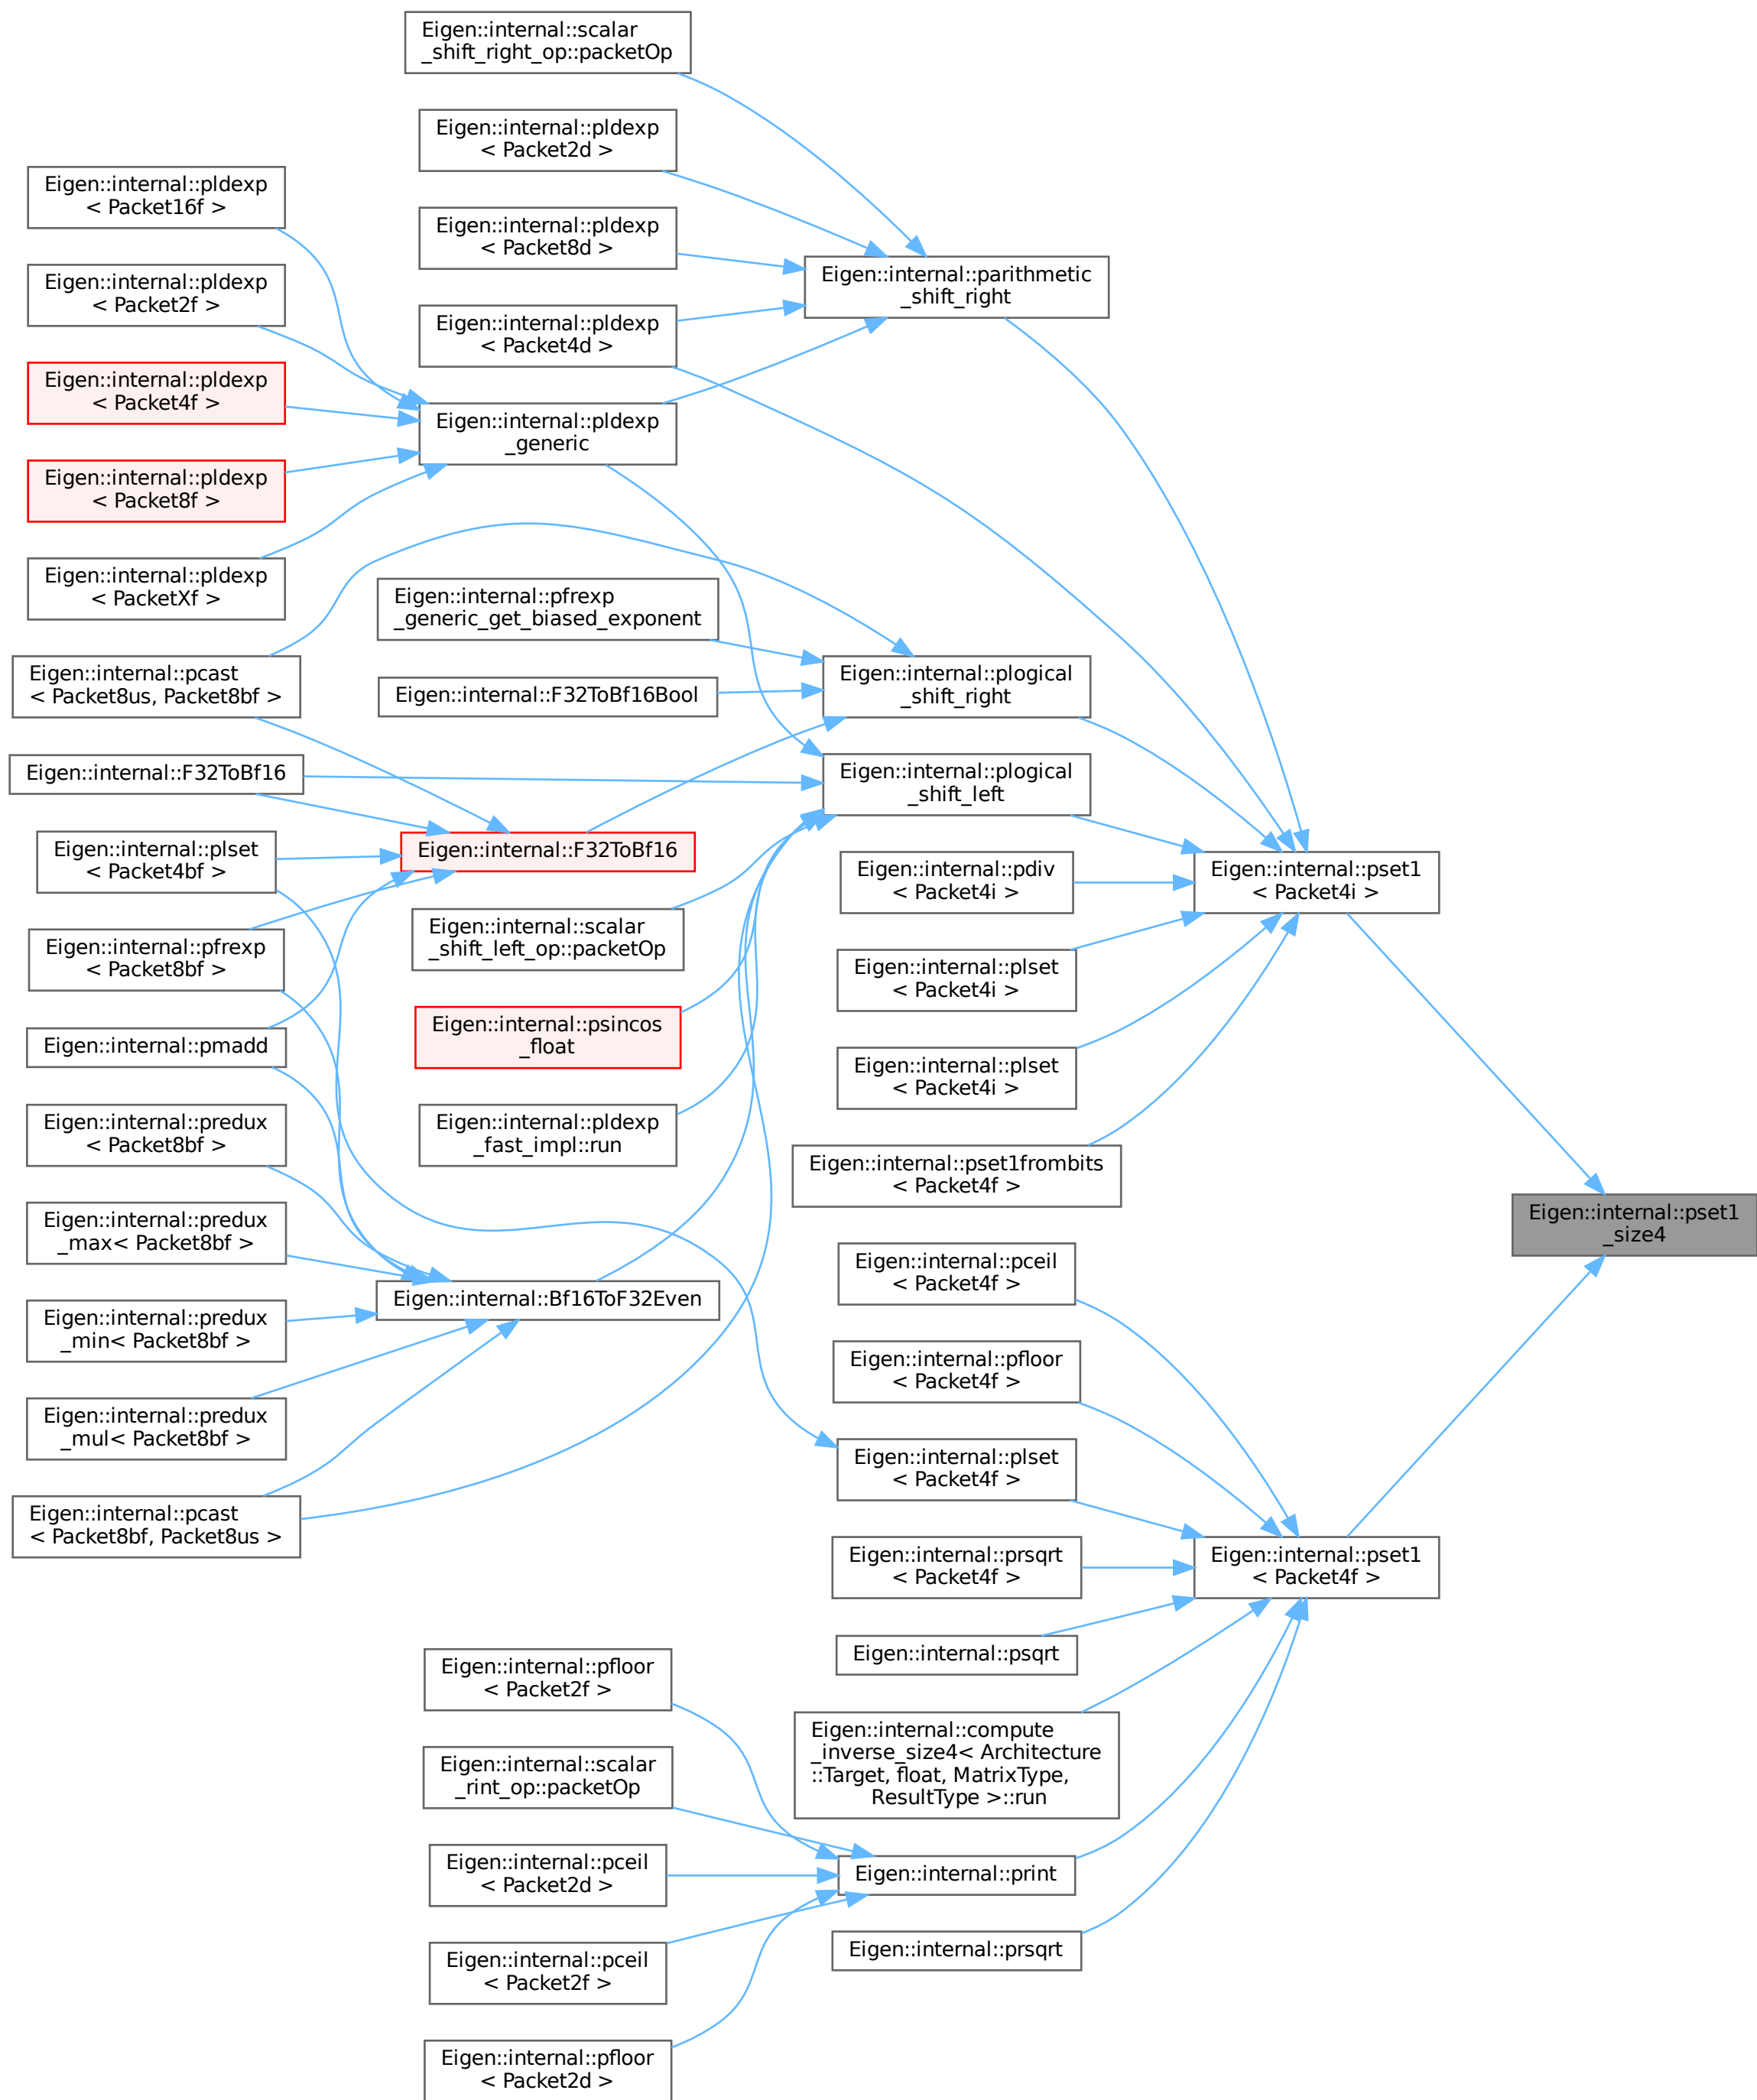 Eigen::internal::scalar
_shift_right_op::packetOp
Eigen::internal::pldexp
< Packet2d >
Eigen::internal::pldexp
< Packet16f >
Eigen::internal::pldexp
< Packet8d >
Eigen::internal::parithmetic
_shift_right
Eigen::internal::pldexp
< Packet2f >
Eigen::internal::pldexp
< Packet4d >
Eigen::internal::pldexp
< Packet4f >
Eigen::internal::pldexp
_generic
Eigen::internal::pldexp
< Packet8f >
Eigen::internal::pldexp
< PacketXf >
Eigen::internal::pfrexp
_generic_get_biased_exponent
Eigen::internal::pcast
< Packet8us, Packet8bf >
Eigen::internal::F32ToBf16Bool
Eigen::internal::plogical
_shift_right
Eigen::internal::F32ToBf16
Eigen::internal::plogical
_shift_left
Eigen::internal::plset
< Packet4bf >
Eigen::internal::F32ToBf16
Eigen::internal::pdiv
< Packet4i >
Eigen::internal::pset1
< Packet4i >
Eigen::internal::pfrexp
< Packet8bf >
Eigen::internal::scalar
_shift_left_op::packetOp
Eigen::internal::plset
< Packet4i >
Eigen::internal::pmadd
Eigen::internal::psincos
_float
Eigen::internal::plset
< Packet4i >
Eigen::internal::predux
< Packet8bf >
Eigen::internal::pldexp
_fast_impl::run
Eigen::internal::pset1frombits
< Packet4f >
Eigen::internal::predux
_max< Packet8bf >
Eigen::internal::pset1
_size4
Eigen::internal::pceil
< Packet4f >
Eigen::internal::predux
_min< Packet8bf >
Eigen::internal::Bf16ToF32Even
Eigen::internal::pfloor
< Packet4f >
Eigen::internal::predux
_mul< Packet8bf >
Eigen::internal::plset
< Packet4f >
Eigen::internal::pcast
< Packet8bf, Packet8us >
Eigen::internal::prsqrt
< Packet4f >
Eigen::internal::pset1
< Packet4f >
Eigen::internal::psqrt
Eigen::internal::pfloor
< Packet2f >
Eigen::internal::compute
_inverse_size4< Architecture
::Target, float, MatrixType,
ResultType >::run
Eigen::internal::scalar
_rint_op::packetOp
Eigen::internal::pceil
< Packet2d >
Eigen::internal::print
Eigen::internal::pceil
< Packet2f >
Eigen::internal::prsqrt
Eigen::internal::pfloor
< Packet2d >